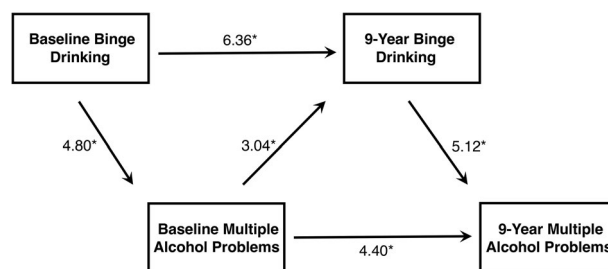 Baseline Binge
Drinking
6.36*
9-Year Binge
Drinking
4.80*
3.04*
5.12*
Baseline Multiple
Alcohol Problems
4.40*
9-Year Multiple
Alcohol Problems